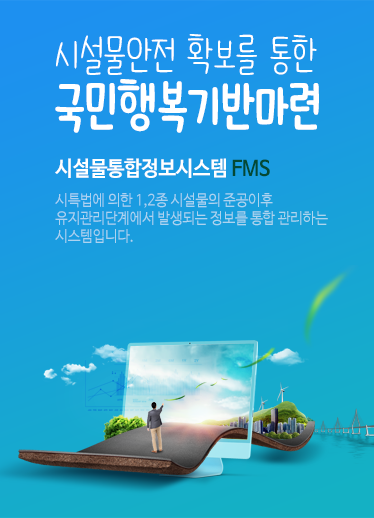 시설물안전 확보를 통한
국민행복기반마련
시설물통합정보시스템 FMS
시특법에 의한 1,2종 시설물의 준공이후
유지관리단계에서 발생되는 정보를 통합 관리하는
시스템입니다.